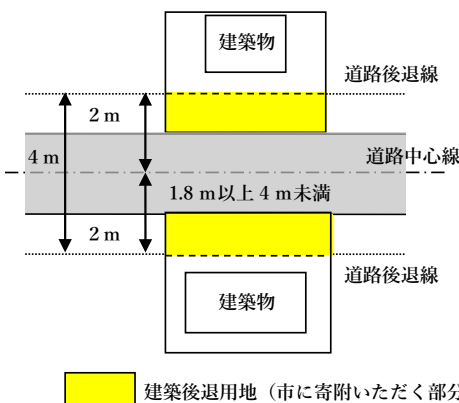 建築物
道路後退線
2 m
4 m
道路中心線
1.8 m以上 4 m未満
2 m
道路後退線
建築物
建築後退用地（市に寄附いただく部分